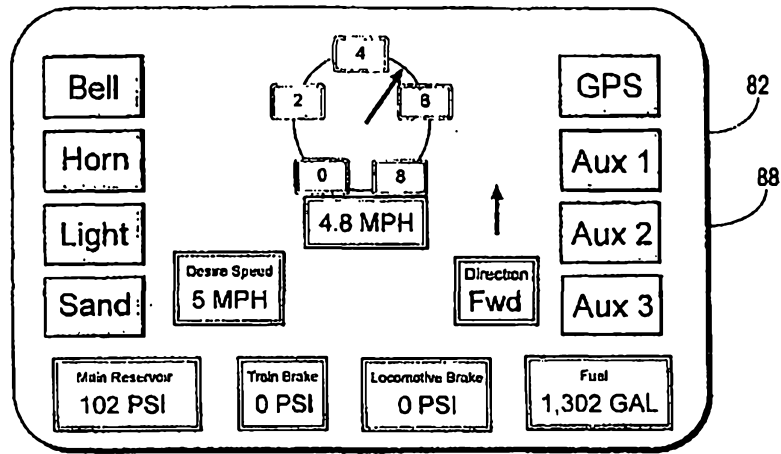 4
Bell
GPS
82
2
6
Horn
Aux 1
0
8
88
4.8 MPH
Light
Aux 2
Desire Speed
5 MPH
Direction
Fwd
Sand
Aux 3
Main Reservoir
102 PSI
Train Brake
0 PSI
Locomotive Brake
0 PSI
Fuel
1,302 GAL